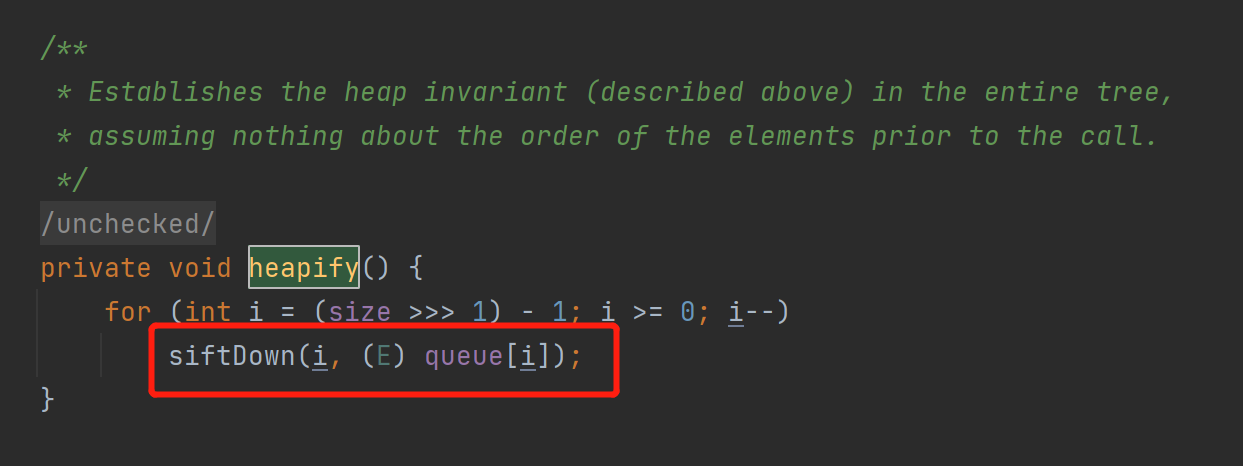 /**
 * Establishes the heap invariant (described above) in the entire tree,
 * assuming nothing about the order of the elements prior to the call.
 */
/unchecked/
private void heapify() {
    for (int i = (size >>> 1) - 1; i >= 0; i--)
        siftDown(i, (E) queue[i]);
}